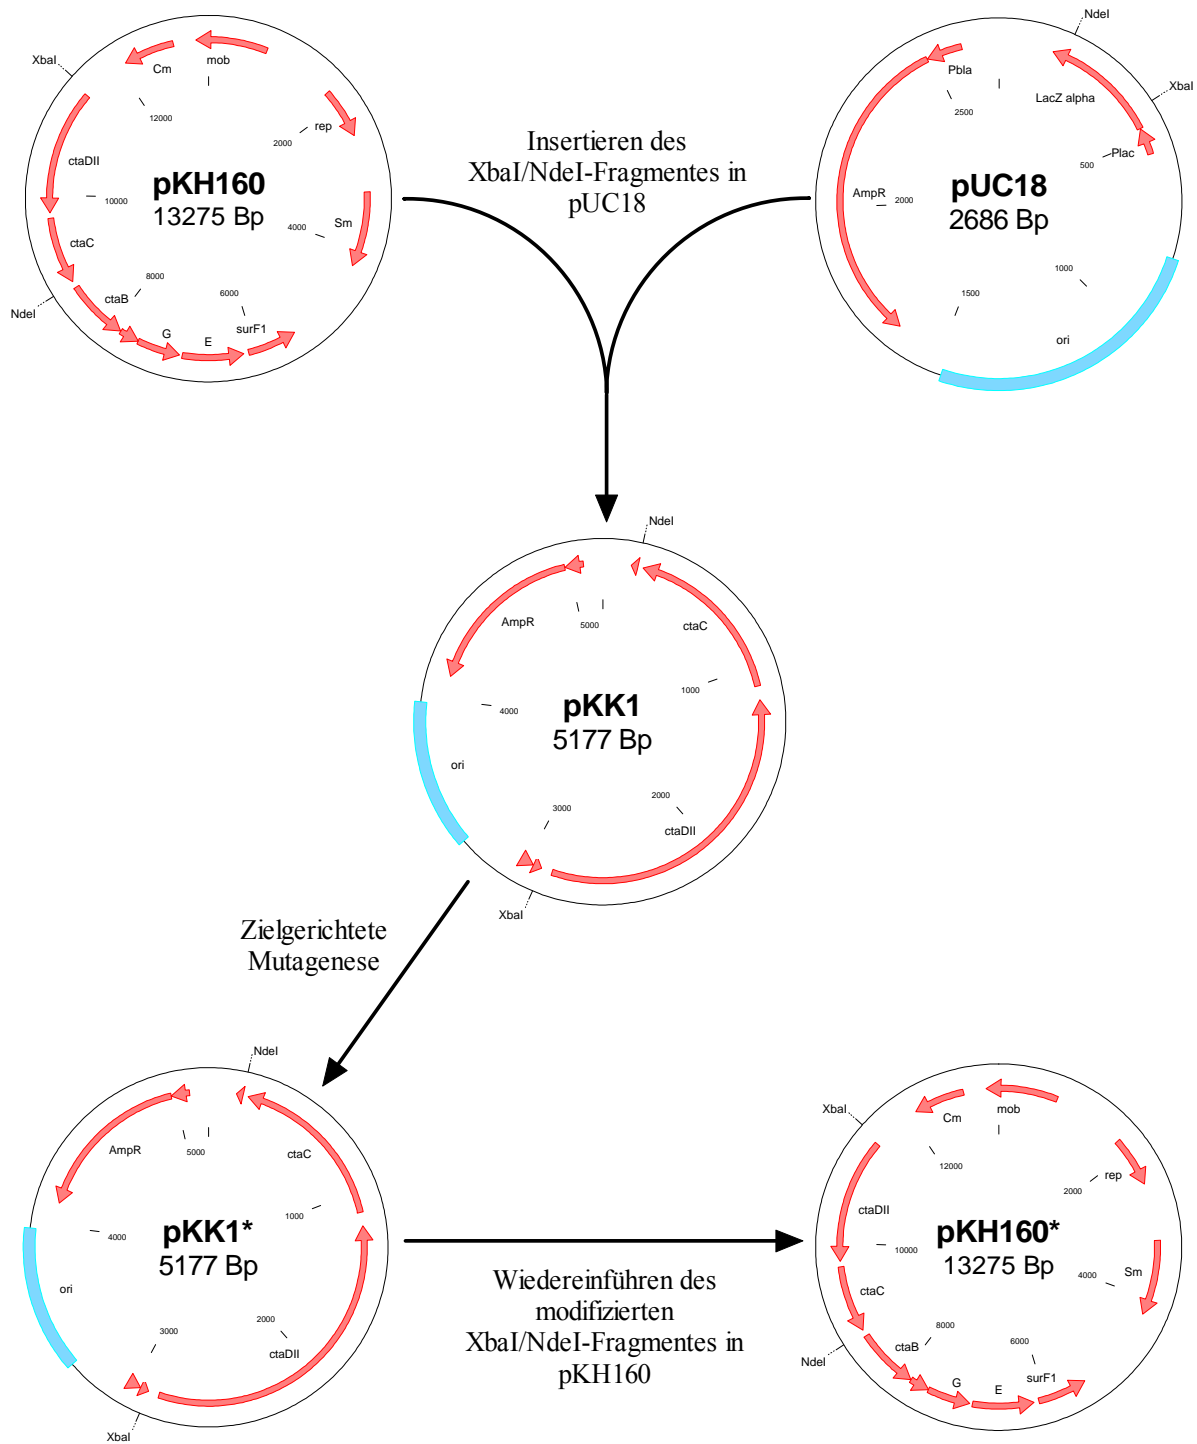 XbaI
Cm
mob
12000
rep
2000
ctaDII
pKH160
13275 Bp
10000
Sm
4000
ctaC
8000
NdeI
ctaB
6000
surF1
G
E
Insertieren des
XbaI/NdeI-Fragmentes in
pUC18
NdeI
Pbla
2500
LacZ alpha
XbaI
500
Plac
AmpR
2000
pUC18
2686 Bp
1000
1500
ori
NdeI
AmpR
5000
ctaC
1000
4000
pKK1
5177 Bp
ori
3000
2000
ctaDII
XbaI
Zielgerichtete
Mutagenese
NdeI
AmpR
5000
ctaC
1000
4000
pKK1*
5177 Bp
ori
3000
2000
ctaDII
XbaI
Wiedereinführen des
modifizierten
XbaI/NdeI-Fragmentes in
pKH160
XbaI
Cm
mob
12000
rep
2000
ctaDII
pKH160*
13275 Bp
10000
Sm
4000
ctaC
8000
NdeI
ctaB
6000
surF1
G
E